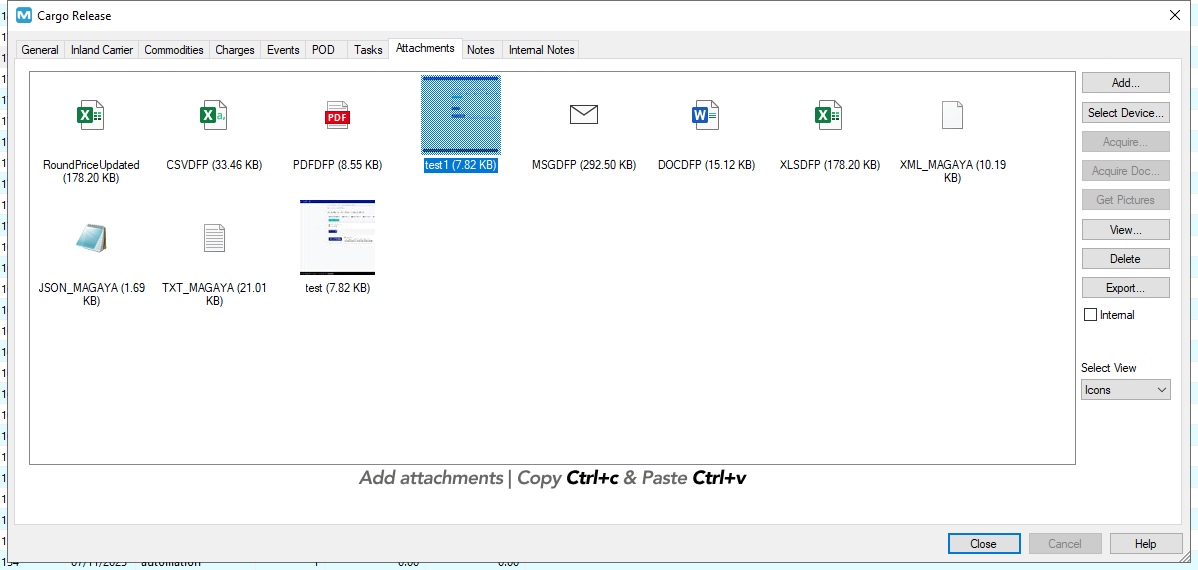 Cargo Release
General Inland Carrier Commodities Charges Events POD Tasks Attachments Notes Internal Notes
RoundPriceUpdated
(178.20 KB)
CSVDFP (33.46 KB)
PDF
PDFDFP (8.55 KB)
test1 (7.82 KB)
MSGDFP (292.50 KB)
DOCDFP (15.12 KB)
XLSDFP (178.20 KB)
XML_MAGAYA (10.19
KB)
JSON_MAGAYA (1.69
KB)
TXT_MAGAYA (21.01
KB)
test (7.82 KB)
Add...
Select Device...
Acquire...
Acquire Doc...
Get Pictures
View...
Delete
Export...
Internal
Select View
Icons
Add attachments | Copy Ctrl+c & Paste Ctrl+v
Close Cancel Help